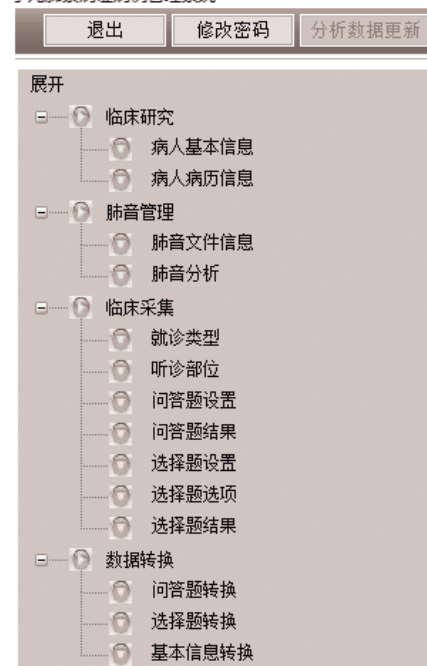 退出 修改密码 分析数据更新
展开
临床研究
病人基本信息
病人病历信息
肺音管理
肺音文件信息
肺音分析
临床采集
就诊类型
听诊部位
问答题设置
问答题结果
选择题设置
选择题选项
选择题结果
数据转换
问答题转换
选择题转换
基本信息转换